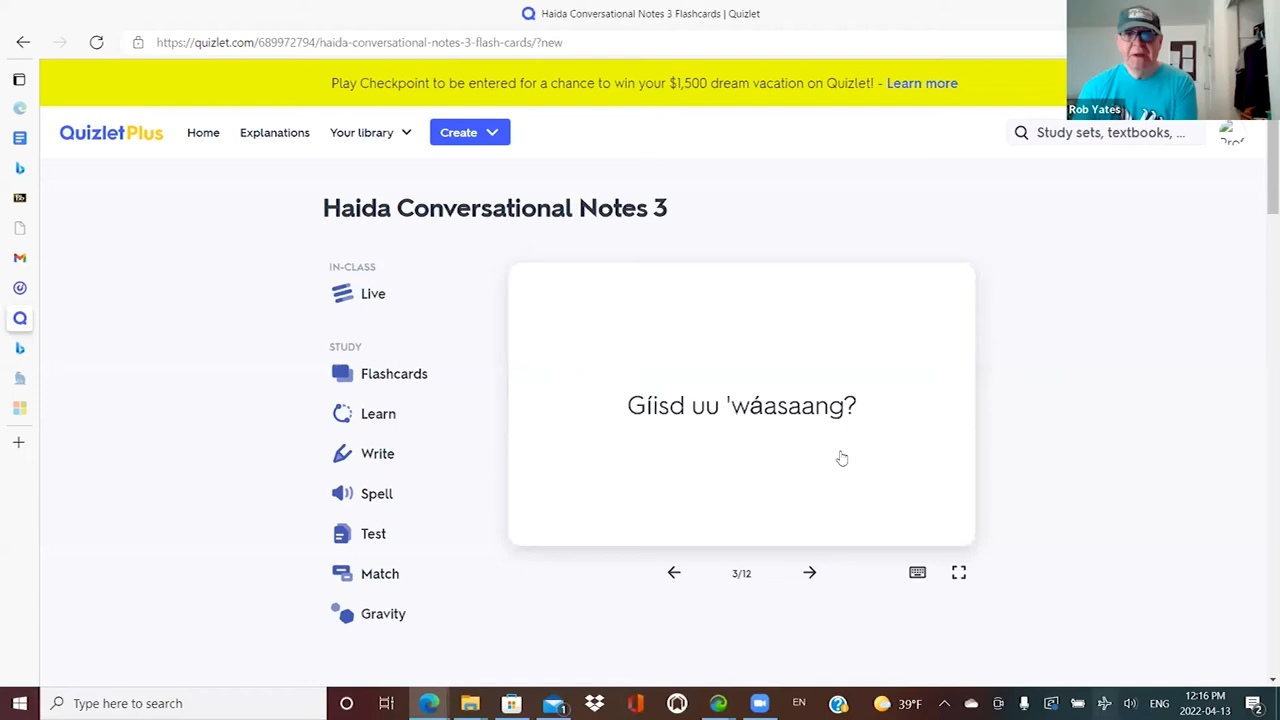 Haida Conversational Notes 3 Flashcards | Quizlet
https://quizlet.com/689972794/haida-conversational-notes-3-flash-cards/?new
Rob Yates
Play Checkpoint to be entered for a chance to win your $1,500 dream vacation on Quizlet! - Learn more
QuizletPlus Home Explanations Your library Create Study sets, textbooks, ...
Haida Conversational Notes 3
IN-CLASS
Live
STUDY
Flashcards
Learn
Write
Spell
Test
Match
Gravity
Gíisd uu 'wáasaang?
3/12
Type here to search
EN
39°F
ENG
12:16 PM
2022-04-13